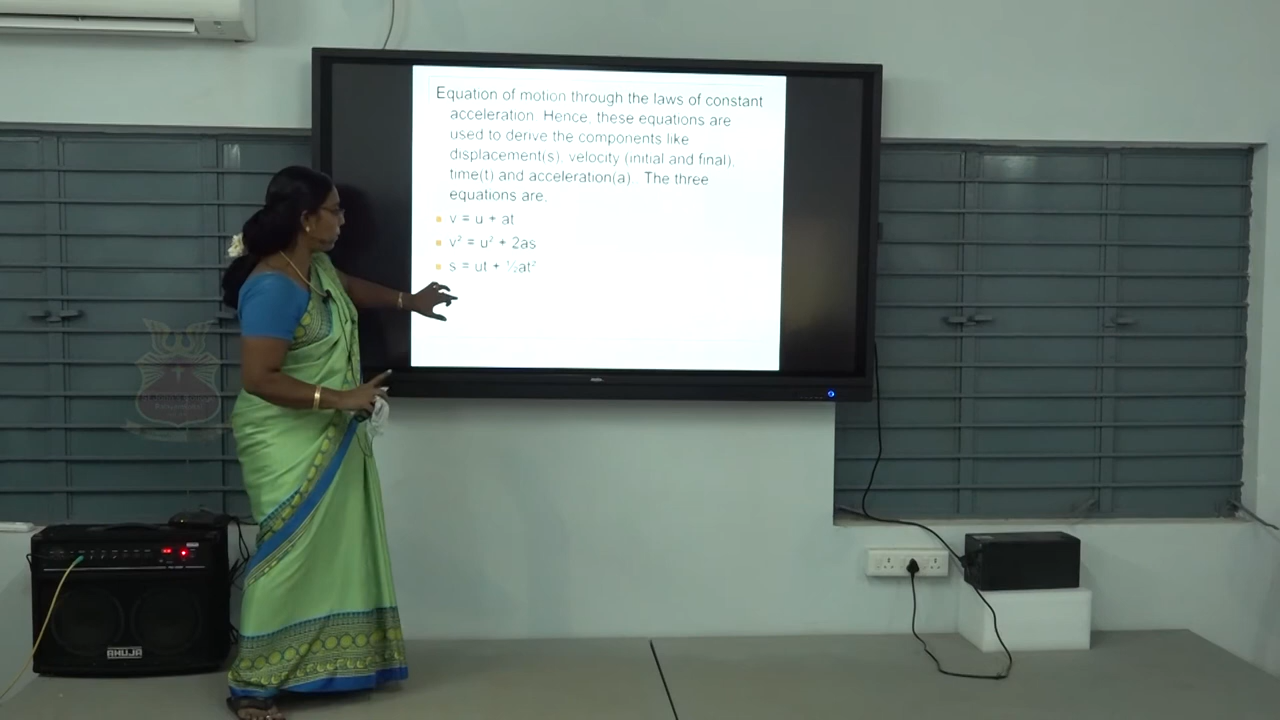 Equation of motion through the laws of constant
acceleration. Hence, these equations are
used to derive the components like
displacement(s), velocity (initial and final),
time(t) and acceleration(a). The three
equations are,
v = u + at
v² = u² + 2as
s = ut + ½at²
AHUJA